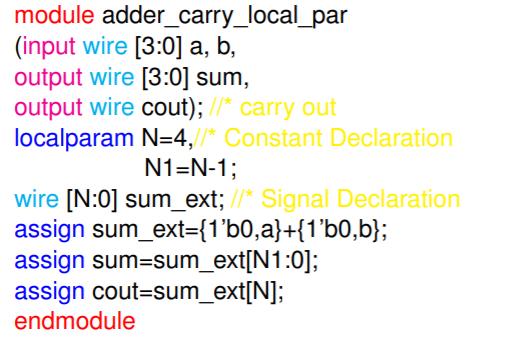 module adder_carry_local_par
(input wire [3:0] a, b,
output wire [3:0] sum,
output wire cout); //* carry out
localparam N=4,//* Constant Declaration
N1=N-1;
wire [N:0] sum_ext; //* Signal Declaration
assign sum_ext={1’b0,a}+{1’b0,b};
assign sum=sum_ext[N1:0];
assign cout=sum_ext[N];
endmodule